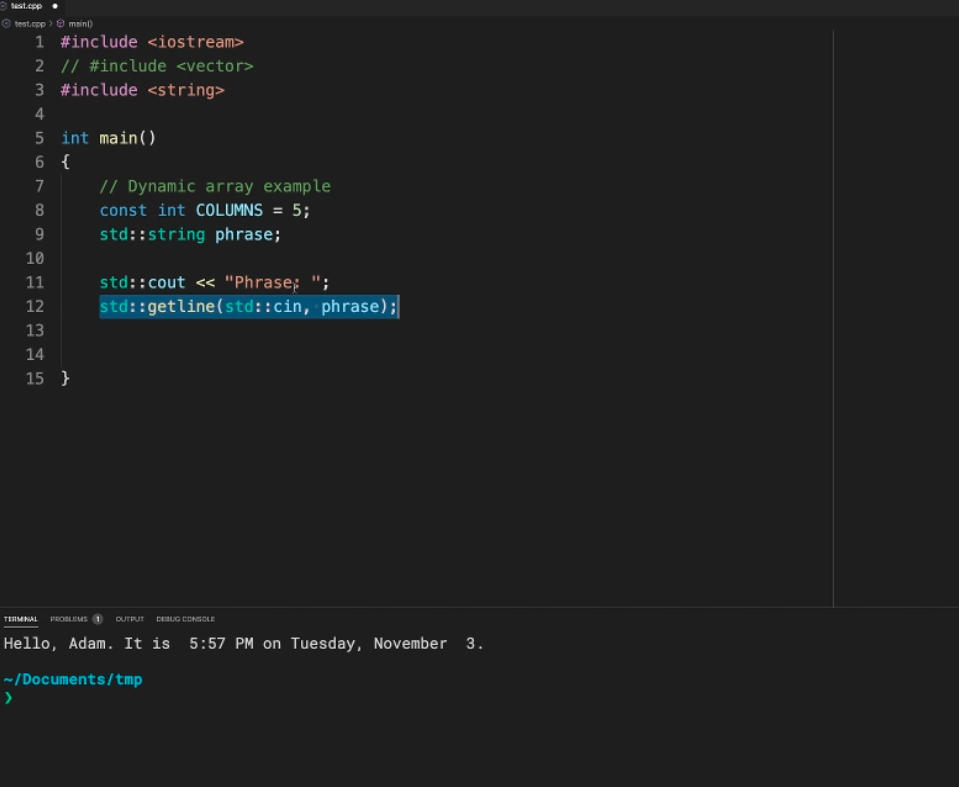 test.cpp ●
test.cpp > main()
1 #include <iostream>
2 // #include <vector>
3 #include <string>
4
5 int main()
6 {
7 // Dynamic array example
8 const int COLUMNS = 5;
9 std::string phrase;
10
11 std::cout << "Phrase: ";
12 std::getline(std::cin, phrase);
13
14
15 }
TERMINAL PROBLEMS 1 OUTPUT DEBUG CONSOLE
Hello, Adam. It is  5:57 PM on Tuesday, November  3.
~/Documents/tmp
❯